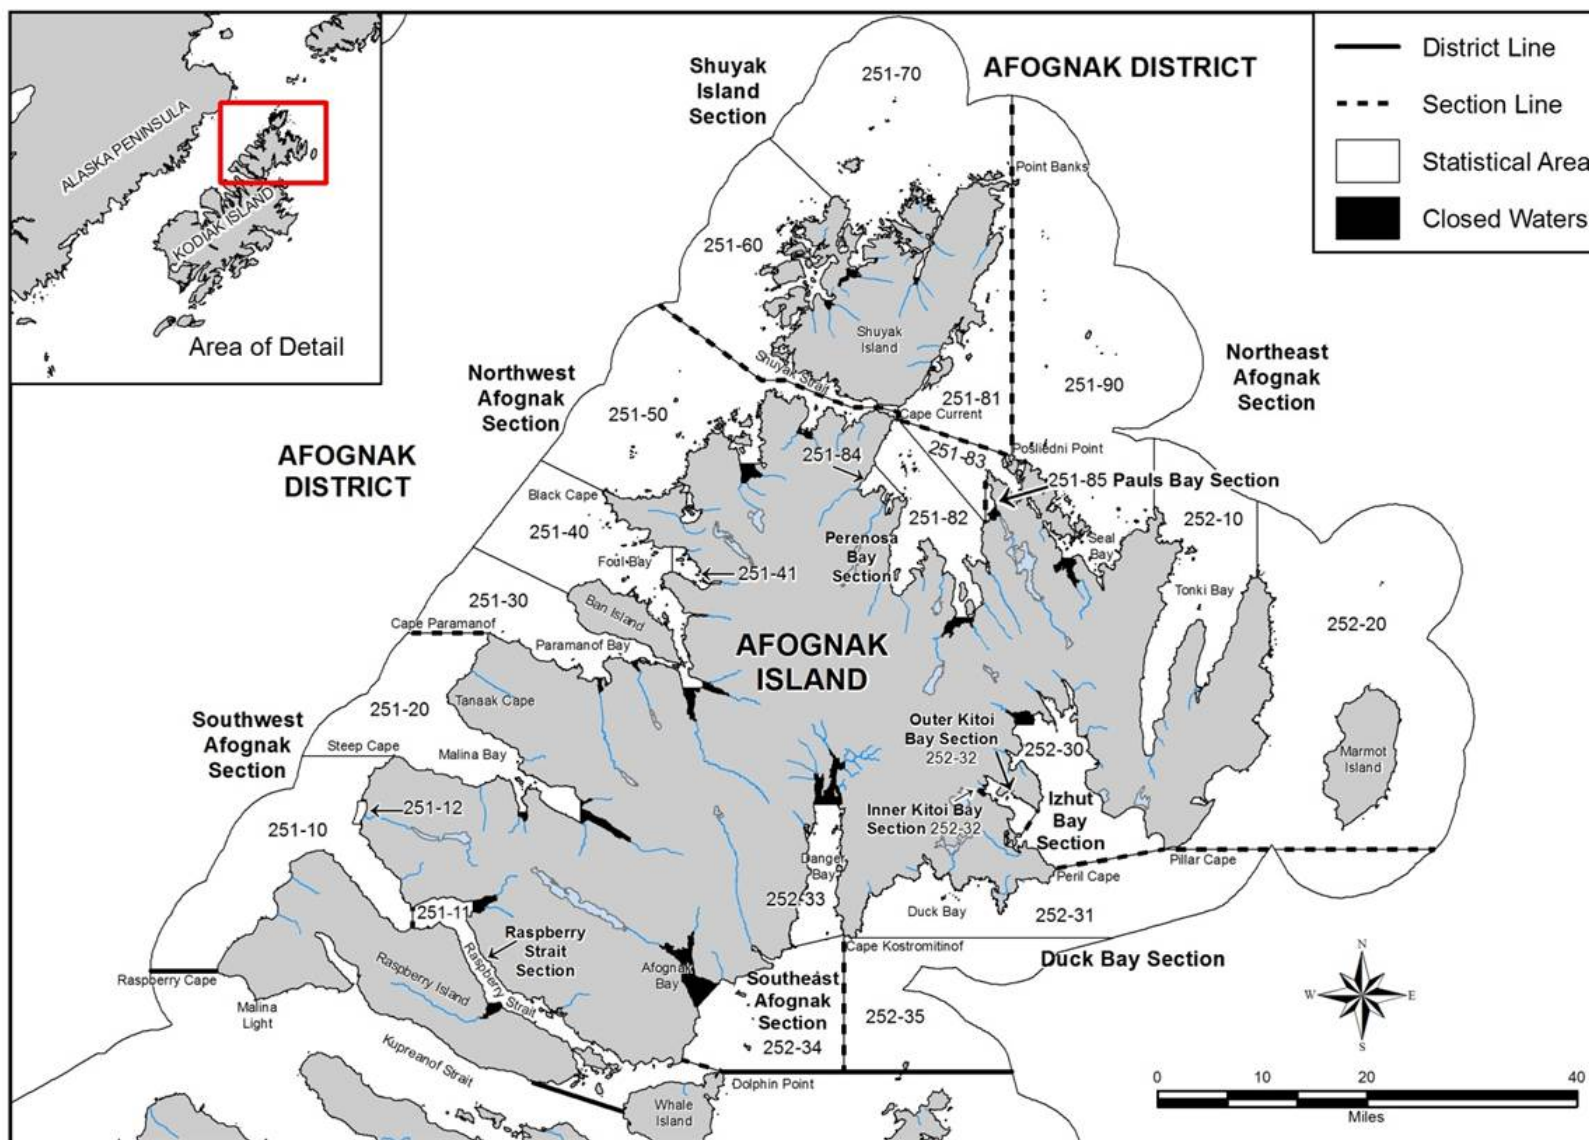 ALASKA PENINSULA
KODIAK ISLAND
Area of Detail
District Line
Section Line
Statistical Area
Closed Waters
AFOGNAK DISTRICT
Shuyak
Island
Section
251-70
Point Banks
251-60
Shuyak
Island
Shuyak Strait
251-81
251-90
Northeast
Afognak
Section
Cape Current
Northwest
Afognak
Section
251-50
251-84
251-83
Posliedni Point
251-85 Pauls Bay Section
AFOGNAK
DISTRICT
Black Cape
251-40
251-82
252-10
Perenosa
Bay
Section
Seal
Bay
Foul Bay
251-41
Tonki Bay
251-30
Ban Island
Cape Paramanof
Paramanof Bay
AFOGNAK
ISLAND
252-20
Tanaak Cape
251-20
Southwest
Afognak
Section
Steep Cape
Malina Bay
Outer Kitoi
Bay Section
252-32
252-30
Marmot
Island
251-12
251-10
Inner Kitoi Bay
Section 252-32
Izhut
Bay
Section
Danger
Bay
Pillar Cape
Peril Cape
252-33
Duck Bay
252-31
251-11
Raspberry
Strait
Section
Raspberry Strait
Cape Kostromitinof
Duck Bay Section
Raspberry Island
Afognak
Bay
Raspberry Cape
Malina
Light
Southeast
Afognak
Section
252-34
252-35
Kupreanof Strait
Dolphin Point
Whale
Island
N
W
E
S
0 10 20 40
Miles